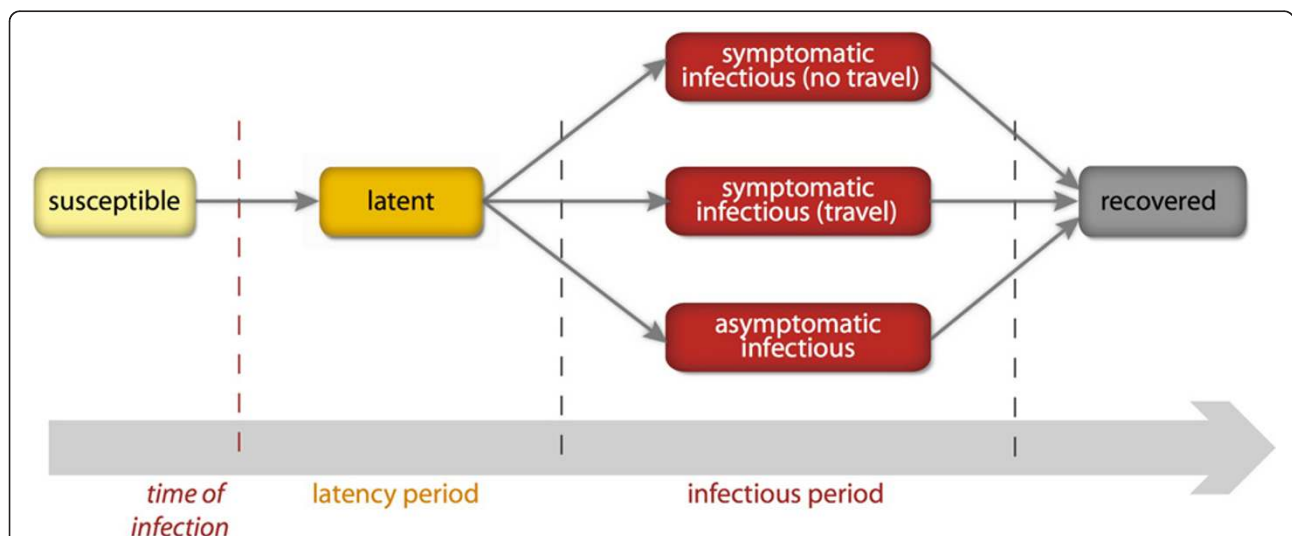 symptomatic
infectious (no travel)
susceptible
latent
symptomatic
infectious (travel)
recovered
asymptomatic
infectious
time of
infection
latency period
infectious period